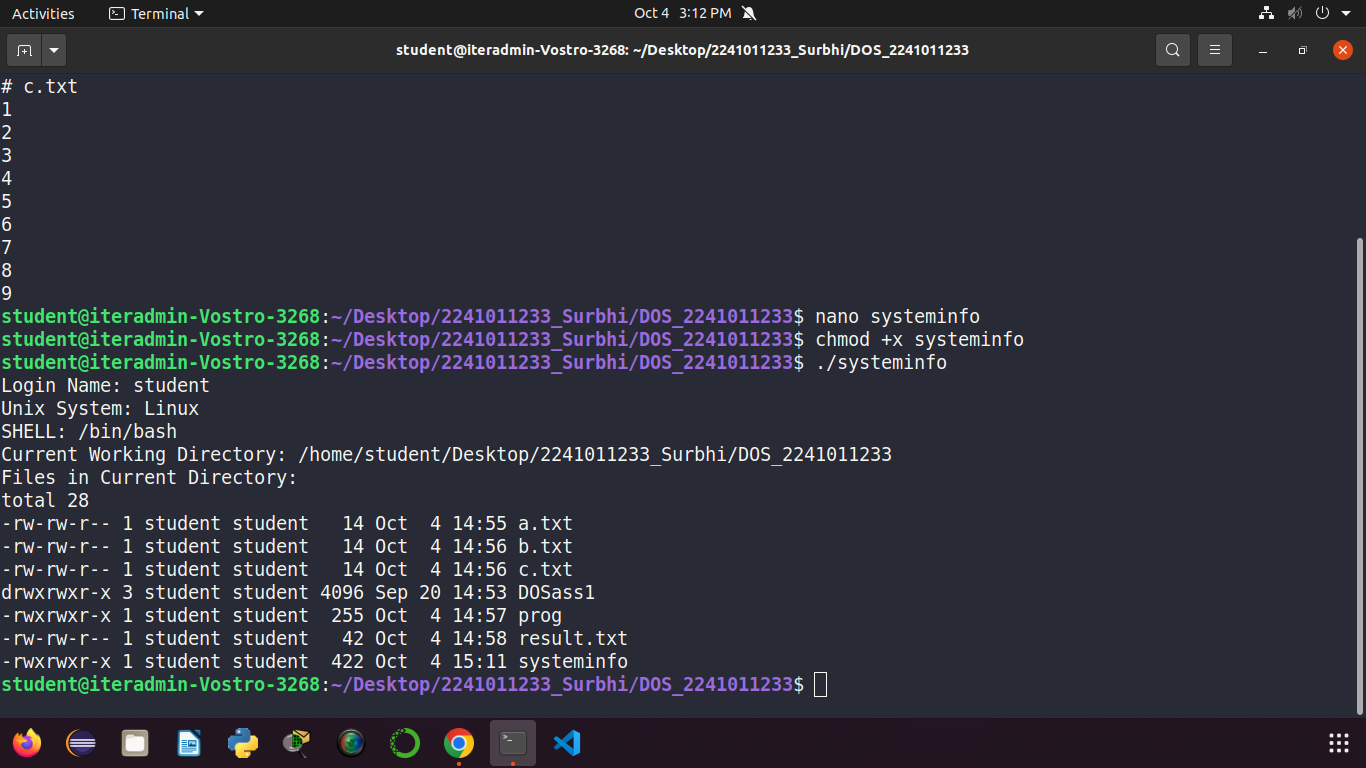 Activities Terminal Oct 4 3:12 PM
student@iteradmin-Vostro-3268: ~/Desktop/2241011233_Surbhi/DOS_2241011233
# c.txt
1
2
3
4
5
6
7
8
9
student@iteradmin-Vostro-3268:~/Desktop/2241011233_Surbhi/DOS_2241011233$ nano systeminfo
student@iteradmin-Vostro-3268:~/Desktop/2241011233_Surbhi/DOS_2241011233$ chmod +x systeminfo
student@iteradmin-Vostro-3268:~/Desktop/2241011233_Surbhi/DOS_2241011233$ ./systeminfo
Login Name: student
Unix System: Linux
SHELL: /bin/bash
Current Working Directory: /home/student/Desktop/2241011233_Surbhi/DOS_2241011233
Files in Current Directory:
total 28
-rw-rw-r-- 1 student student   14 Oct  4 14:55 a.txt
-rw-rw-r-- 1 student student   14 Oct  4 14:56 b.txt
-rw-rw-r-- 1 student student   14 Oct  4 14:56 c.txt
drwxrwxr-x 3 student student 4096 Sep 20 14:53 DOSass1
-rwxrwxr-x 1 student student  255 Oct  4 14:57 prog
-rw-rw-r-- 1 student student   42 Oct  4 14:58 result.txt
-rwxrwxr-x 1 student student  422 Oct  4 15:11 systeminfo
student@iteradmin-Vostro-3268:~/Desktop/2241011233_Surbhi/DOS_2241011233$